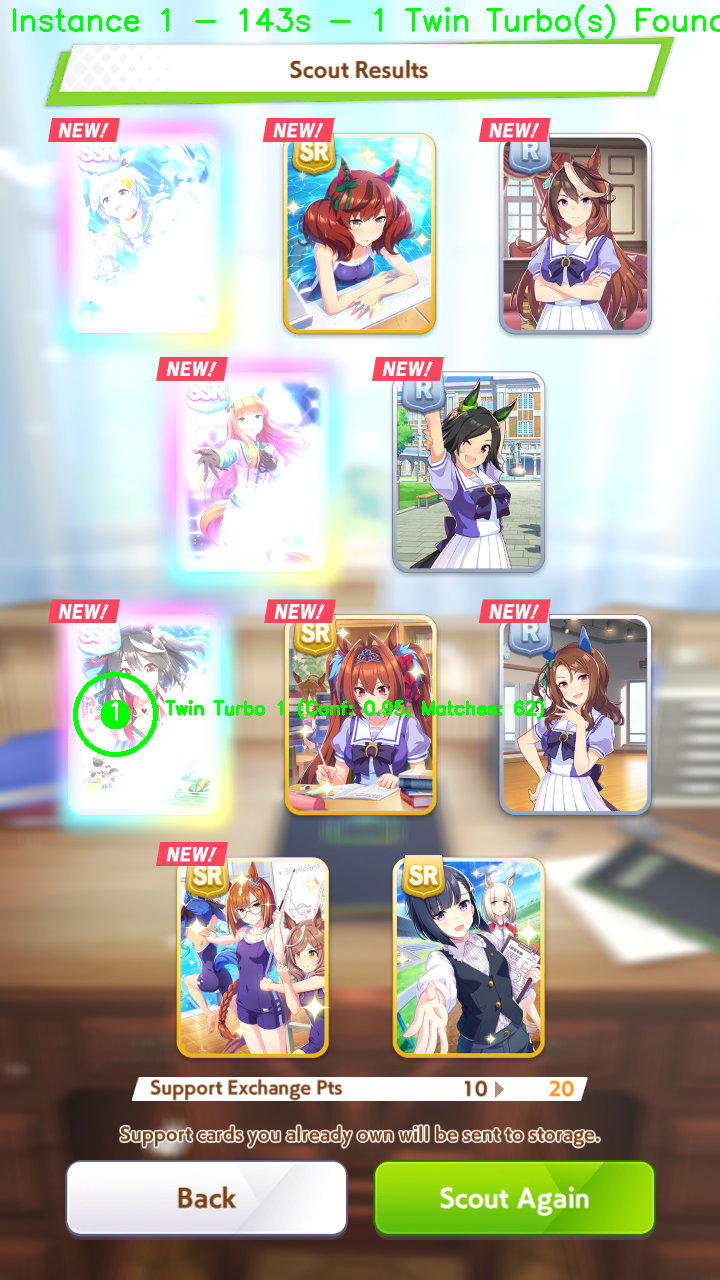 Instance 1 - 143s - 1 Twin Turbo(s) Found
Scout Results
NEW! NEW! NEW!
SSR SR R
NEW! NEW!
SSR R
NEW! NEW! NEW!
SSR SR R
1 Twin Turbo 1 (Conf: 0.95, Matches: 62)
NEW!
SR SR
Support Exchange Pts 10 20
Support cards you already own will be sent to storage.
Back Scout Again